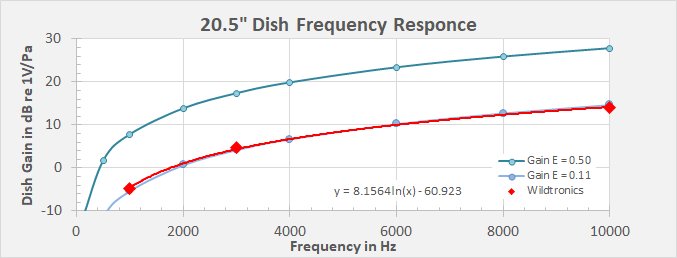 20.5" Dish Frequency Responce
Dish Gain in dB re 1V/Pa
30
20
10
0
-10
Gain E = 0.50
Gain E = 0.11
Wildtronics
y = 8.1564ln(x) - 60.923
0 2000 4000 6000 8000 10000
Frequency in Hz